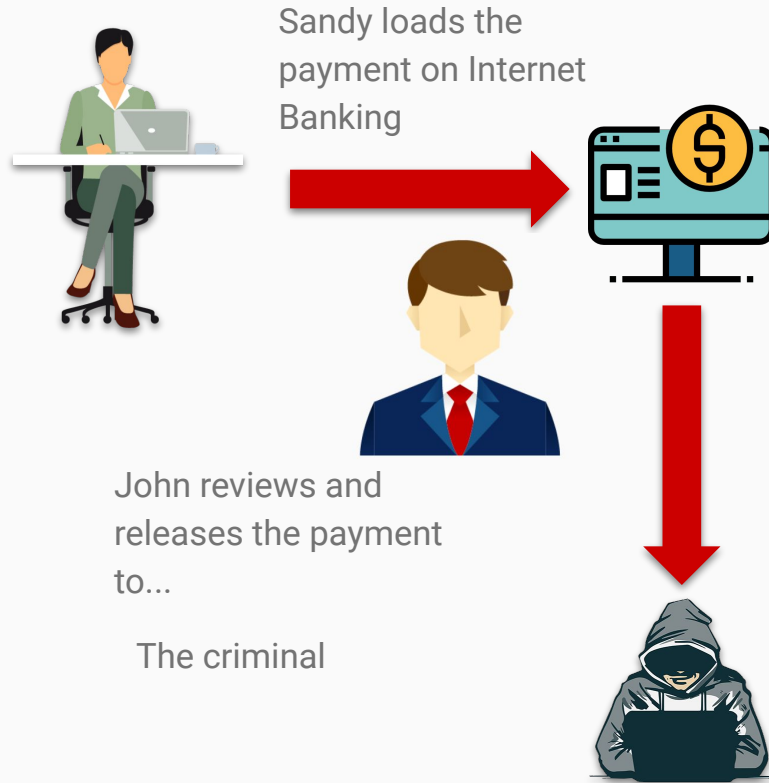 Sandy loads the
payment on Internet
Banking
John reviews and
releases the payment
to...
The criminal